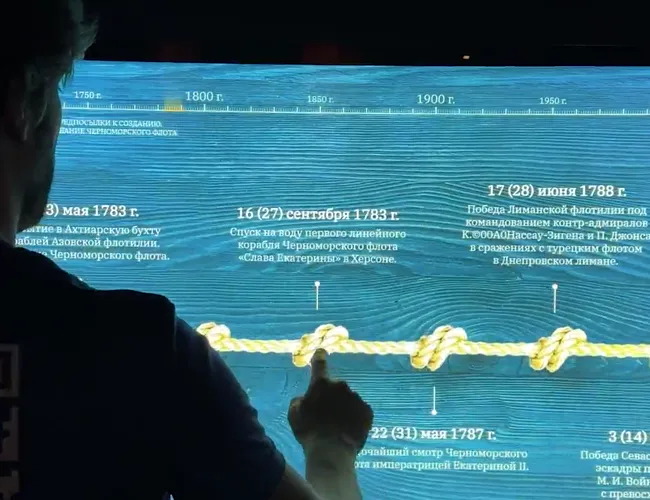 1750 г.
1800 г.
1850 г.
1900 г.
1950 г.
ПРЕДПОСЫЛКИ К СОЗДАНИЮ.
ЧЕРНОМОРСКОГО ФЛОТА
3) мая 1783 г.
в Ахтиарскую бухту
Азовской флотилии.
Черноморского флота.
16 (27) сентября 1783 г.
Спуск на воду первого линейного
корабля Черноморского флота
«Слава Екатерины» в Херсоне.
17 (28) июня 1788 г.
Победа Лиманской флотилии под
командованием контр-адмиралов
К.©00A0Нассау-Зигена и П. Джонса
в сражениях с турецким флотом
в Днепровском лимане.
22 (31) мая 1787 г.
смотр Черноморского
императрицей Екатериной II.
3 (14)
Победа
эскадры
М. И.
с